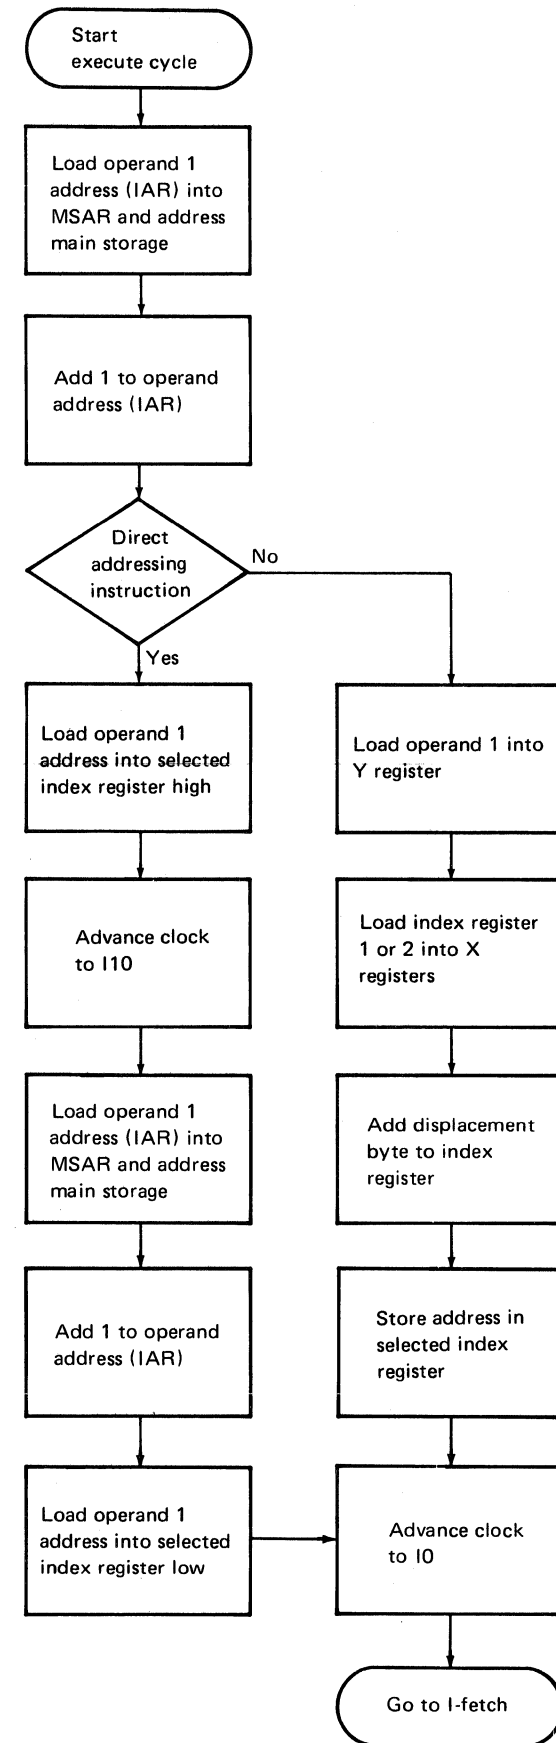 Start
execute cycle
Load operand 1
address (IAR) into
MSAR and address
main storage
Add 1 to operand
address (IAR)
Direct
addressing
instruction
No
Yes
Load operand 1
address into selected
index register high
Advance clock
to I10
Load operand 1
address (IAR) into
MSAR and address
main storage
Add 1 to operand
address (IAR)
Load operand 1
address into selected
index register low
Load operand 1 into
Y register
Load index register
1 or 2 into X
registers
Add displacement
byte to index
register
Store address in
selected index
register
Advance clock
to I0
Go to I-fetch